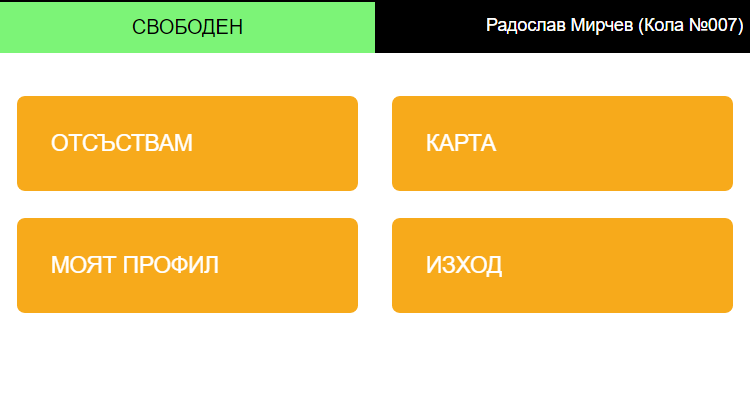 СВОБОДЕН
Радослав Мирчев (Кола №007)
ОТСЪСТВАМ
КАРТА
МОЯТ ПРОФИЛ
ИЗХОД